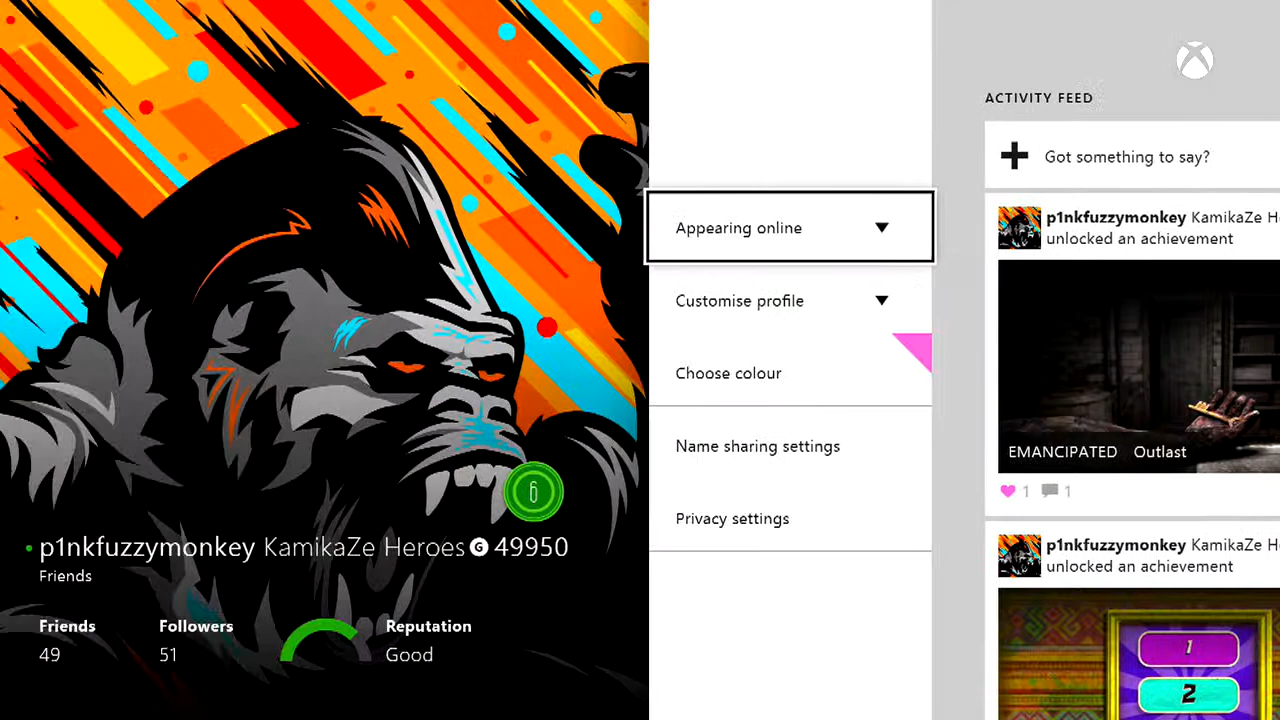 6
p1nkfuzzymonkey KamikaZe Heroes G 49950
Friends
Friends
49
Followers
51
Reputation
Good
Appearing online
Customise profile
Choose colour
Name sharing settings
Privacy settings
ACTIVITY FEED
Got something to say?
p1nkfuzzymonkey KamikaZe H
unlocked an achievement
EMANCIPATED Outlast
1 1
p1nkfuzzymonkey KamikaZe H
unlocked an achievement
1
2